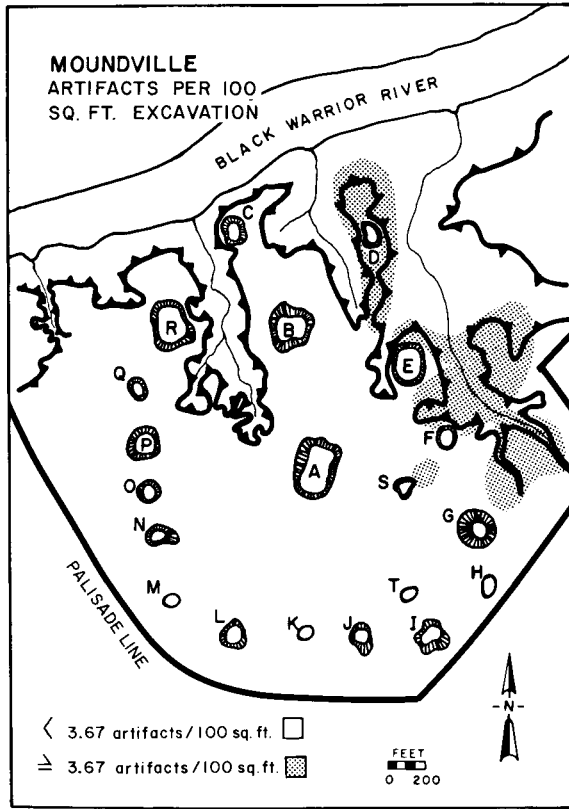 MOUNDVILLE
ARTIFACTS PER 100
SQ. FT. EXCAVATION
BLACK WARRIOR RIVER
C
D
R
B
E
Q
P
F
A
O
S
G
N
M
T
H
L
K
J
I
PALISADE LINE
< 3.67 artifacts/100 sq. ft.
≥ 3.67 artifacts/100 sq. ft.
FEET
0 200
-N-